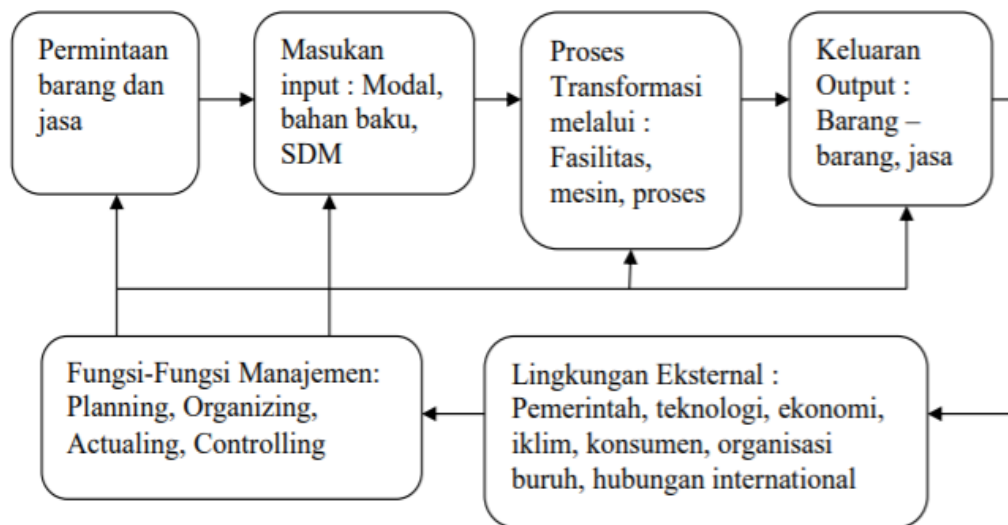 Permintaan
barang dan
jasa
Masukan
input : Modal,
bahan baku,
SDM
Proses
Transformasi
melalui :
Fasilitas,
mesin, proses
Keluaran
Output :
Barang –
barang, jasa
Fungsi-Fungsi Manajemen:
Planning, Organizing,
Actualing, Controlling
Lingkungan Eksternal :
Pemerintah, teknologi, ekonomi,
iklim, konsumen, organisasi
buruh, hubungan international